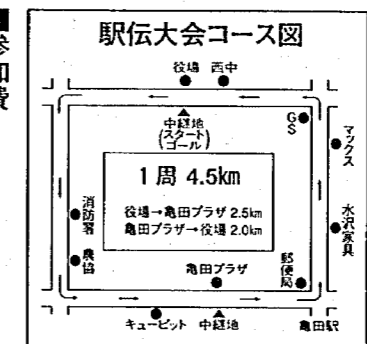 ■参加費
駅伝大会コース図
役場 西中
中継地
(スタート
ゴール)
GS
マックス
1周 4.5km
役場→亀田プラザ 2.5km
亀田プラザ→役場 2.0km
消防署
農協
水沢家具
亀田プラザ
郵便局
キューピット 中継地 亀田駅